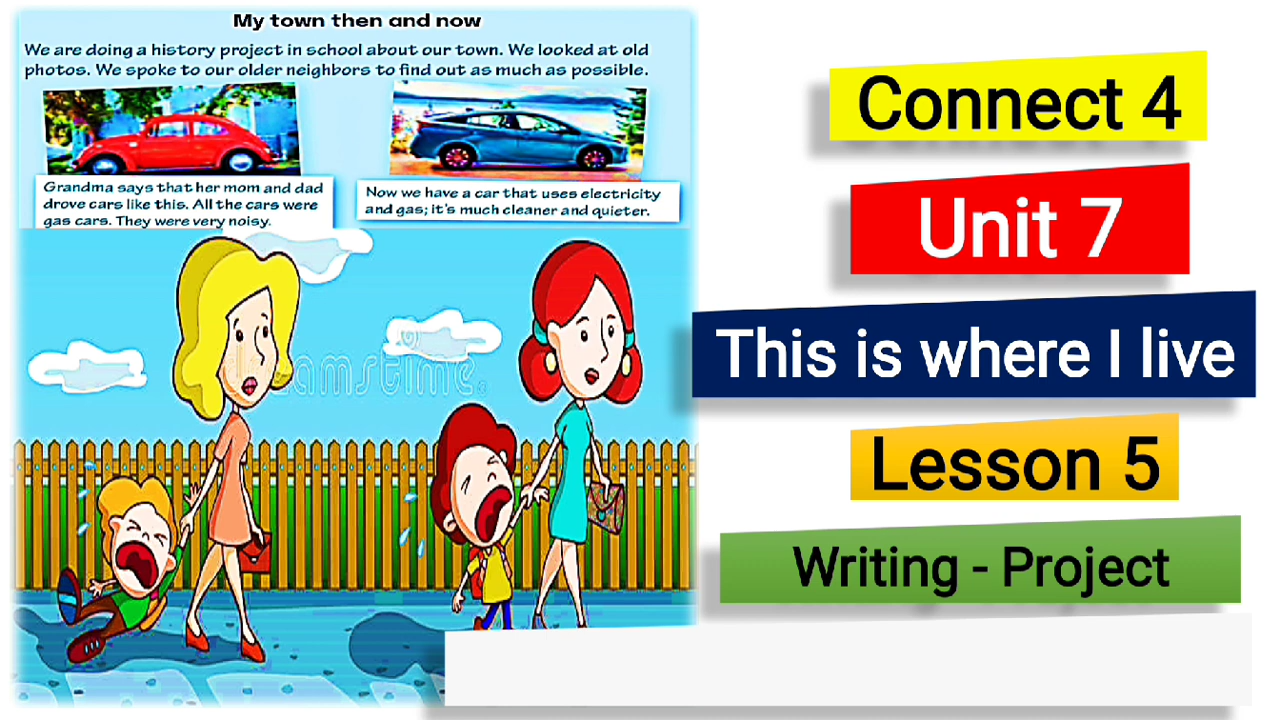 My town then and now
We are doing a history project in school about our town. We looked at old
photos. We spoke to our older neighbors to find out as much as possible.
Grandma says that her mom and dad
drove cars like this. All the cars were
gas cars. They were very noisy.
Now we have a car that uses electricity
and gas; it's much cleaner and quieter.
dreamstime.
Connect 4
Unit 7
This is where I live
Lesson 5
Writing - Project